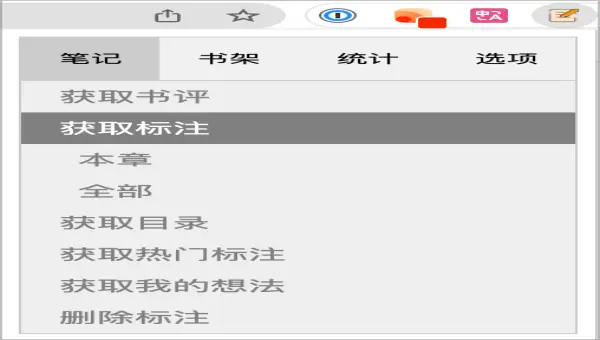 中A
笔记 书架 统计 选项
获取书评
获取标注
本章
全部
获取目录
获取热门标注
获取我的想法
删除标注